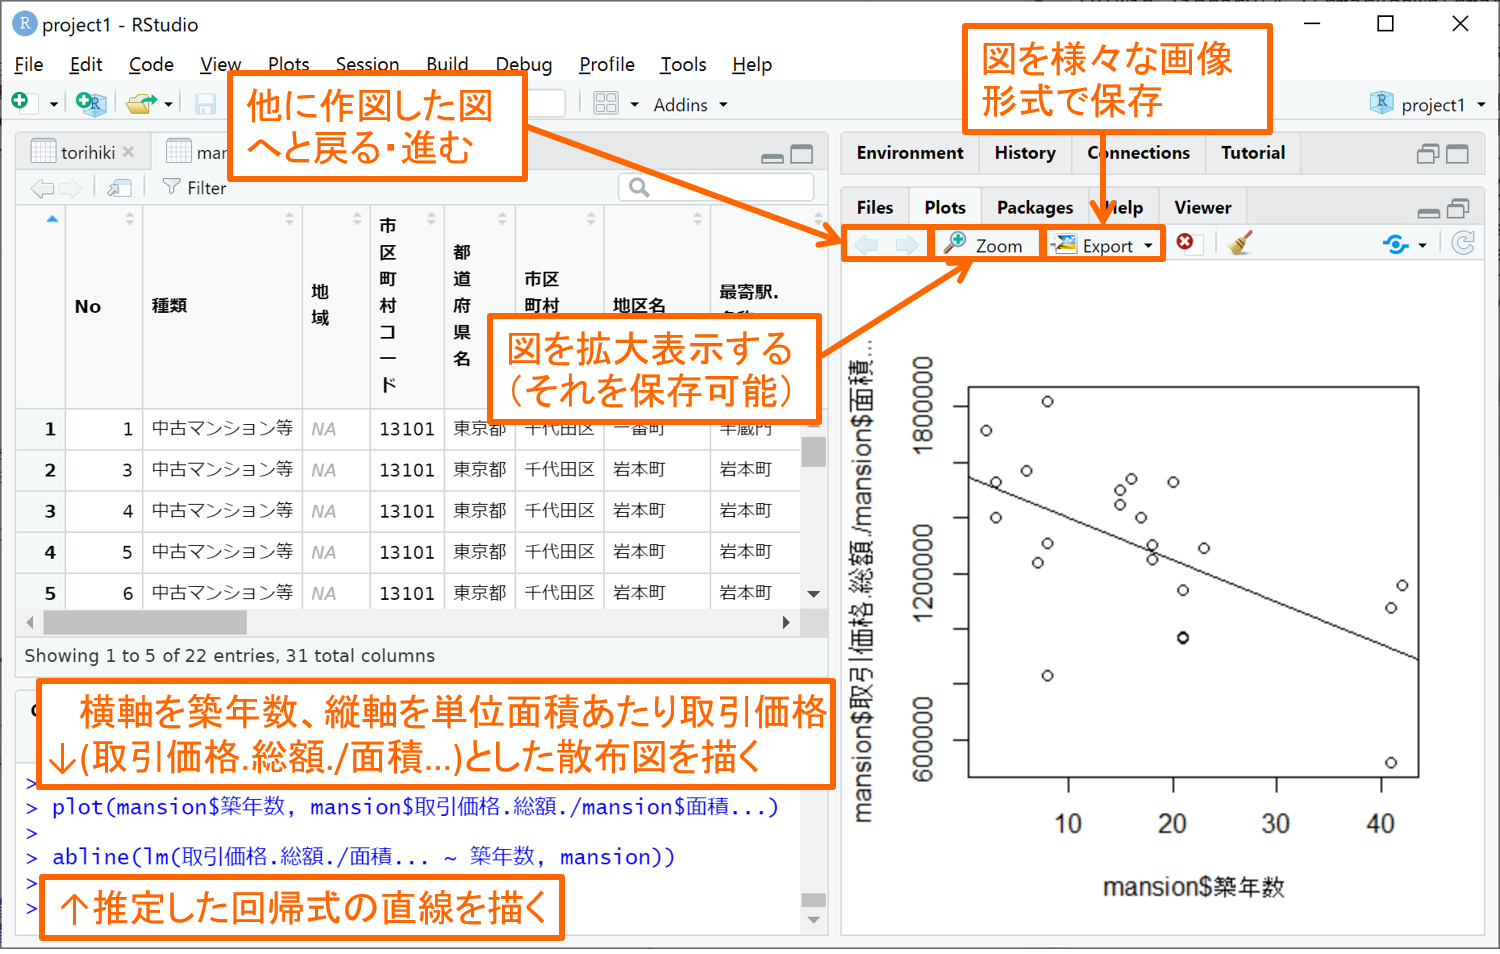 project1 - RStudio
File Edit Code View Plots Session Build Debug Profile Tools Help
Addins
project1
他に作図した図
へと戻る・進む
図を様々な画像
形式で保存
torihiki
Filter
Environment History Connections Tutorial
Files Plots Packages Help Viewer
Zoom Export
No 種類 地域 市区町村コード 都道府県名 市区町村 地区名 最寄駅.
図を拡大表示する
（それを保存可能）
1 1 中古マンション等 NA 13101 東京都 千代田区 一番町 半蔵門
2 3 中古マンション等 NA 13101 東京都 千代田区 岩本町 岩本町
3 4 中古マンション等 NA 13101 東京都 千代田区 岩本町 岩本町
4 5 中古マンション等 NA 13101 東京都 千代田区 岩本町 岩本町
5 6 中古マンション等 NA 13101 東京都 千代田区 岩本町 岩本町
Showing 1 to 5 of 22 entries, 31 total columns
横軸を築年数、縦軸を単位面積あたり取引価格
↓(取引価格.総額./面積...)とした散布図を描く
>
> plot(mansion$築年数, mansion$取引価格.総額./mansion$面積...)
>
> abline(lm(取引価格.総額./面積... ~ 築年数, mansion))
>
>
↑推定した回帰式の直線を描く
mansion$取引価格.総額./mansion$面積...
1800000
1200000
600000
10 20 30 40
mansion$築年数